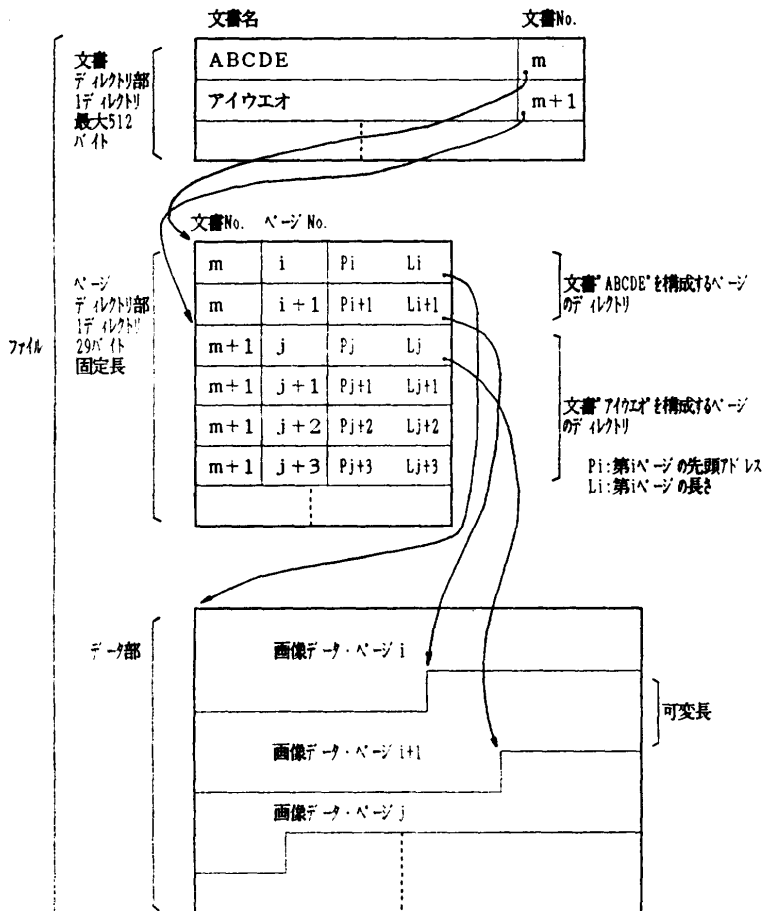 文書名 文書No.
文書
ディレクトリ部
1ディレクトリ
最大512
バイト
ABCDE m
アイウエオ m+1
文書No. ページNo.
ページ
ディレクトリ部
1ディレクトリ
29バイト
固定長
ファイル
m i Pi Li
m i+1 Pi+1 Li+1
m+1 j Pj Lj
m+1 j+1 Pj+1 Lj+1
m+1 j+2 Pj+2 Lj+2
m+1 j+3 Pj+3 Lj+3
文書"ABCDE"を構成するページ
のディレクトリ
文書"アイウエオ"を構成するページ
のディレクトリ
Pi:第iページの先頭アドレス
Li:第iページの長さ
データ部
画像データ・ページi
可変長
画像データ・ページi+1
画像データ・ページj